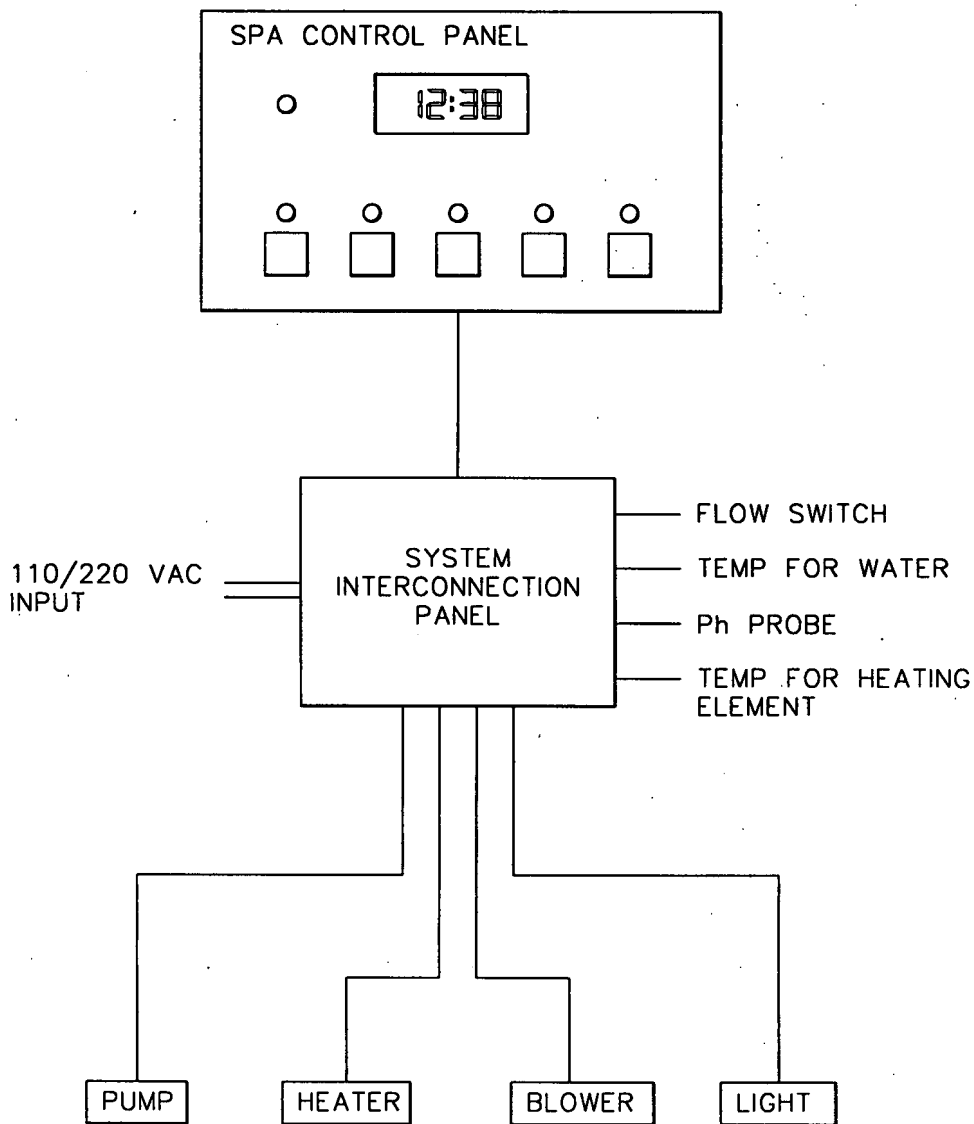 SPA CONTROL PANEL
12:38
SYSTEM
INTERCONNECTION
PANEL
110/220 VAC
INPUT
FLOW SWITCH
TEMP FOR WATER
Ph PROBE
TEMP FOR HEATING
ELEMENT
PUMP
HEATER
BLOWER
LIGHT